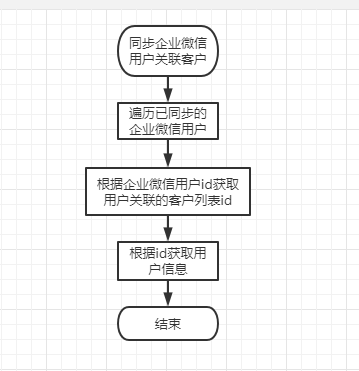 同步企业微信
用户关联客户
遍历已同步的
企业微信用户
根据企业微信用户id获取
用户关联的客户列表id
根据id获取用
户信息
结束